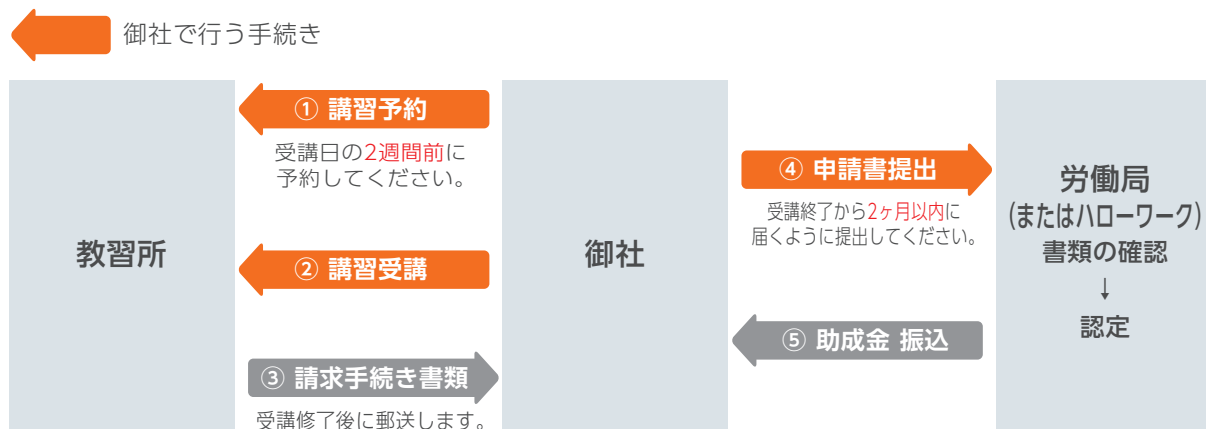 御社で行う手続き
① 講習予約
受講日の2週間前に
予約してください。
教習所
② 講習受講
③ 請求手続き書類
受講修了後に郵送します。
御社
④ 申請書提出
受講終了から2ヶ月以内に
届くように提出してください。
⑤ 助成金 振込
労働局
(またはハローワーク)
書類の確認
↓
認定